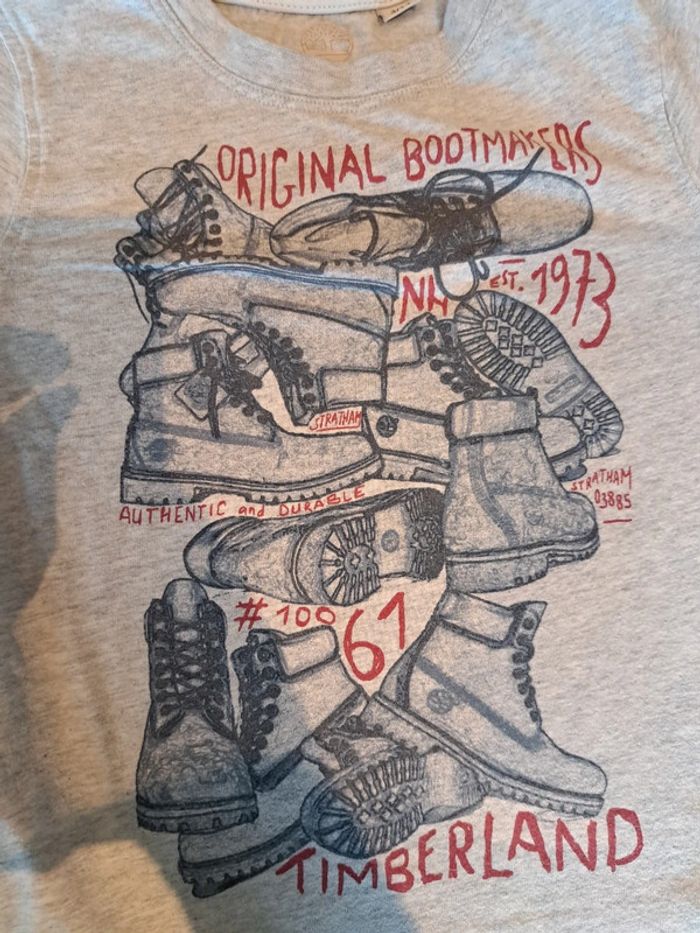 ORIGINAL BOOTMAKERS
NH EST. 1973
STRATHAM
STRATHAM
03885
AUTHENTIC and DURABLE
#100
61
TIMBERLAND